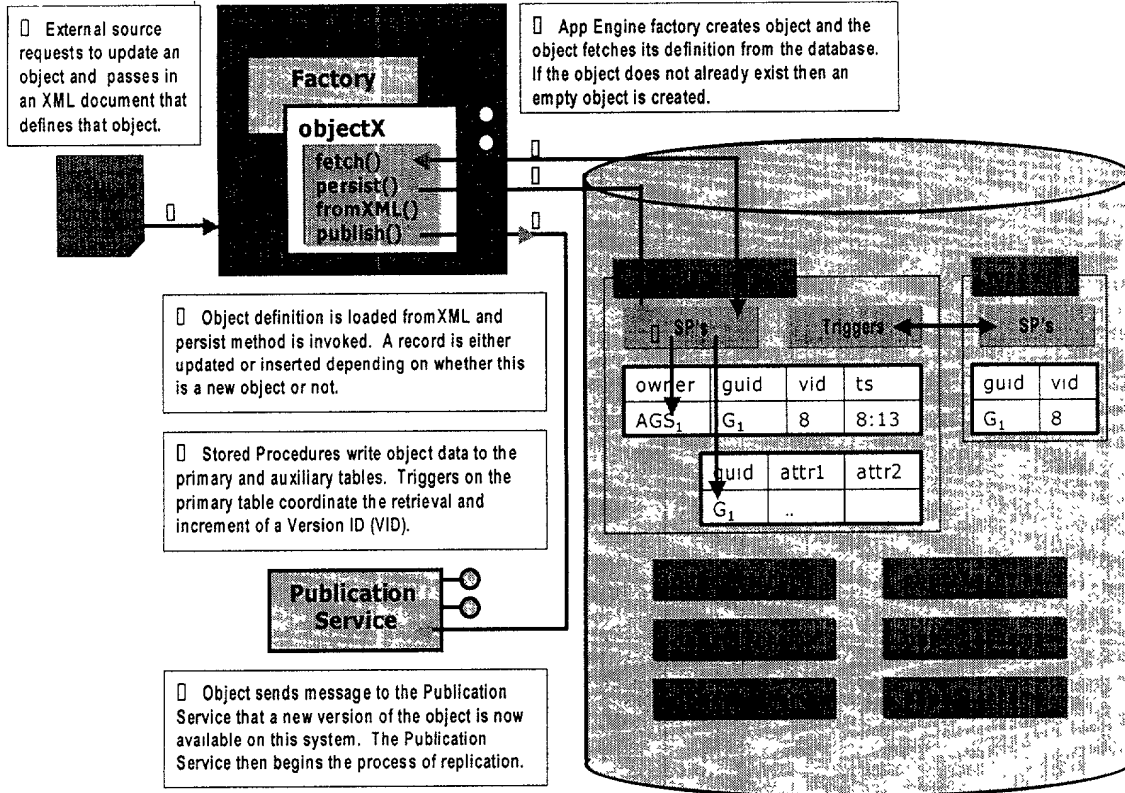 ▯ External source
requests to update an
object and passes in
an XML document that
defines that object.
▯ App Engine factory creates object and the
object fetches its definition from the database.
If the object does not already exist then an
empty object is created.
Factory
objectX
fetch()
persist()
fromXML()
publish()
▯
▯
▯
▯
▯ Object definition is loaded fromXML and
persist method is invoked. A record is either
updated or inserted depending on whether this
is a new object or not.
▯ Stored Procedures write object data to the
primary and auxiliary tables. Triggers on the
primary table coordinate the retrieval and
increment of a Version ID (VID).
Publication
Service
▯ Object sends message to the Publication
Service that a new version of the object is now
available on this system. The Publication
Service then begins the process of replication.
▯ SP's
Triggers
SP's
owner guid vid ts
AGS₁ G₁ 8 8:13
guid vid
G₁ 8
guid attr1 attr2
G₁ ..